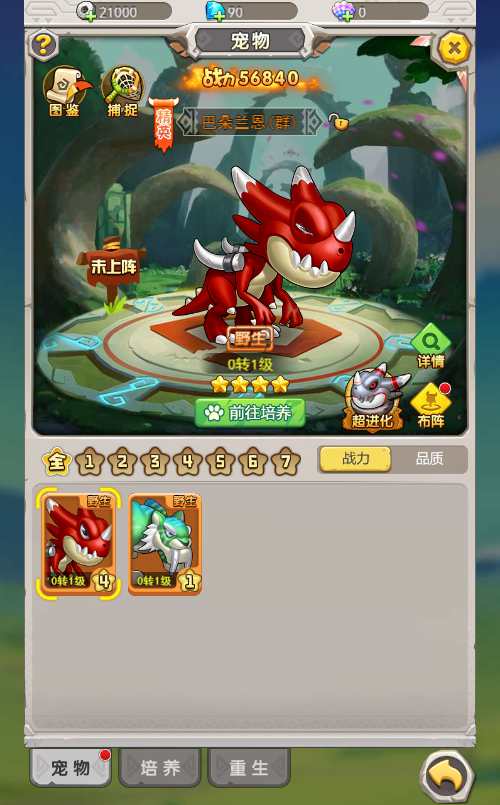 21000
90
0
?
宠物
战力56840
图鉴
捕捉
精英
巴朵兰恩(群)
未上阵
野生
0转1级
详情
前往培养
超进化
布阵
全 1 2 3 4 5 6 7
战力
品质
野生
0转1级
4
野生
0转1级
1
宠物
培养
重生